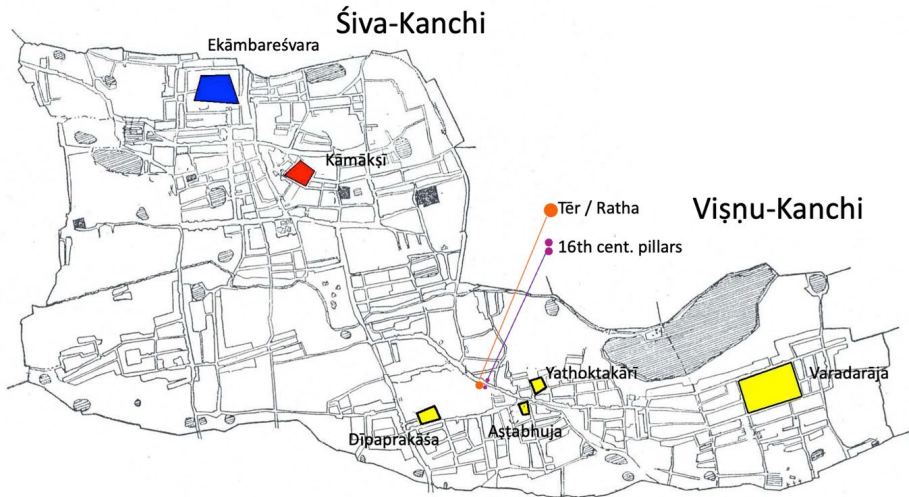 Śiva-Kanchi
Ekāmbareśvara
Kāmākṣī
Tēr / Ratha
Viṣṇu-Kanchi
16th cent. pillars
Yathoktakārī
Varadarāja
Dīpaprakāśa
Aṣṭabhuja